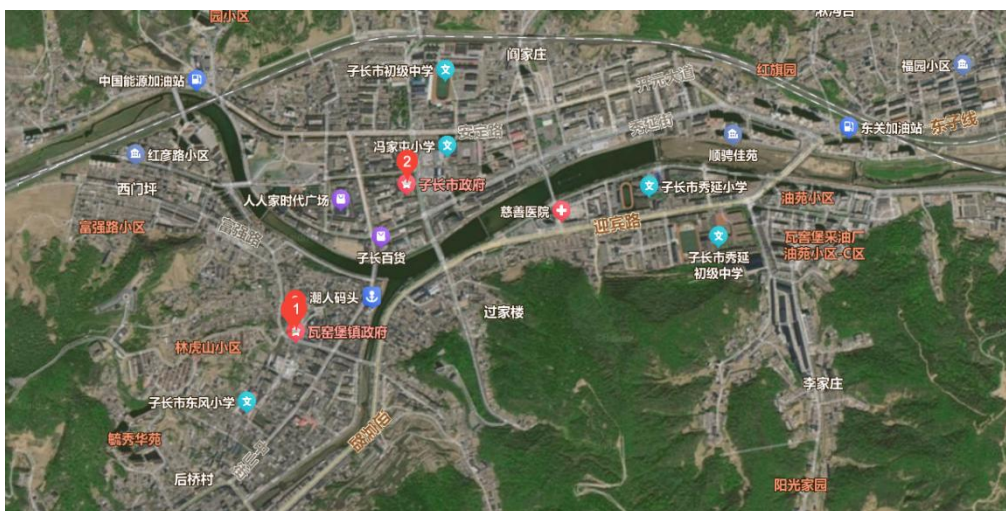 园小区
中国能源加油站
子长市初级中学
阎家庄
红旗园
福园小区
开元大道
安定路
秀延街
东关加油站
东子线
红彦路小区
冯家屯小学
顺骋佳苑
2
西门坪
子长市政府
人人家时代广场
慈善医院
子长市秀延小学
油苑小区
富强路小区
富强路
迎宾路
子长百货
子长市秀延
初级中学
瓦窑堡采油厂
油苑小区-C区
潮人码头
1
瓦窑堡镇政府
过家楼
林虎山小区
李家庄
子长市东风小学
毓秀华苑
后桥村
阳光家园